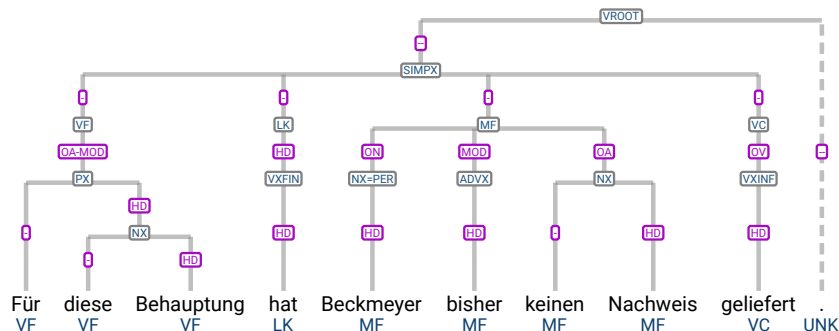 VROOT
--
SIMPX
- - - -
VF LK MF VC
OA-MOD HD ON MOD OA OV --
PX VXFIN NX=PER ADVX NX VXINF
HD
- NX HD HD HD - HD HD
- HD
Für diese Behauptung hat Beckmeyer bisher keinen Nachweis geliefert .
VF VF VF LK MF MF MF MF VC UNK